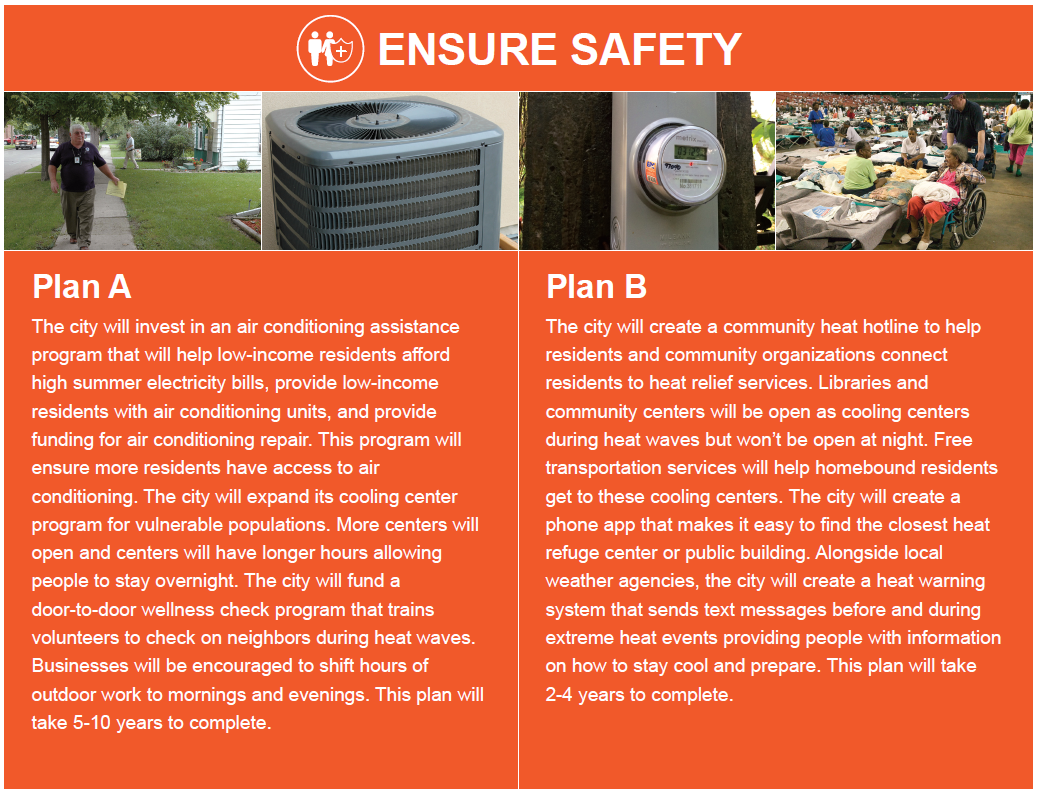 ENSURE SAFETY
Plan A
The city will invest in an air conditioning assistance
program that will help low-income residents afford
high summer electricity bills, provide low-income
residents with air conditioning units, and provide
funding for air conditioning repair. This program will
ensure more residents have access to air
conditioning. The city will expand its cooling center
program for vulnerable populations. More centers will
open and centers will have longer hours allowing
people to stay overnight. The city will fund a
door-to-door wellness check program that trains
volunteers to check on neighbors during heat waves.
Businesses will be encouraged to shift hours of
outdoor work to mornings and evenings. This plan will
take 5-10 years to complete.
Plan B
The city will create a community heat hotline to help
residents and community organizations connect
residents to heat relief services. Libraries and
community centers will be open as cooling centers
during heat waves but won’t be open at night. Free
transportation services will help homebound residents
get to these cooling centers. The city will create a
phone app that makes it easy to find the closest heat
refuge center or public building. Alongside local
weather agencies, the city will create a heat warning
system that sends text messages before and during
extreme heat events providing people with information
on how to stay cool and prepare. This plan will take
2-4 years to complete.